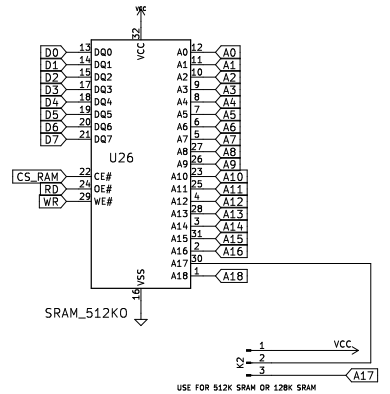 VCC
32
VCC
D0 13 DQ0 A0 12 A0
D1 14 DQ1 A1 11 A1
D2 15 DQ2 A2 10 A2
D3 17 DQ3 A3 9 A3
D4 18 DQ4 A4 8 A4
D5 19 DQ5 A5 7 A5
D6 20 DQ6 A6 6 A6
D7 21 DQ7 A7 5 A7
A8 27 A8
U26 A9 26 A9
CS_RAM 22 CE# A10 23 A10
RD 24 OE# A11 25 A11
WR 29 WE# A12 4 A12
A13 28 A13
A14 3 A14
A15 31 A15
A16 2 A16
A17 30
A18 1 A18
VSS
16
SRAM_512KO
K2
1 VCC
2
3 A17
USE FOR 512K SRAM OR 128K SRAM